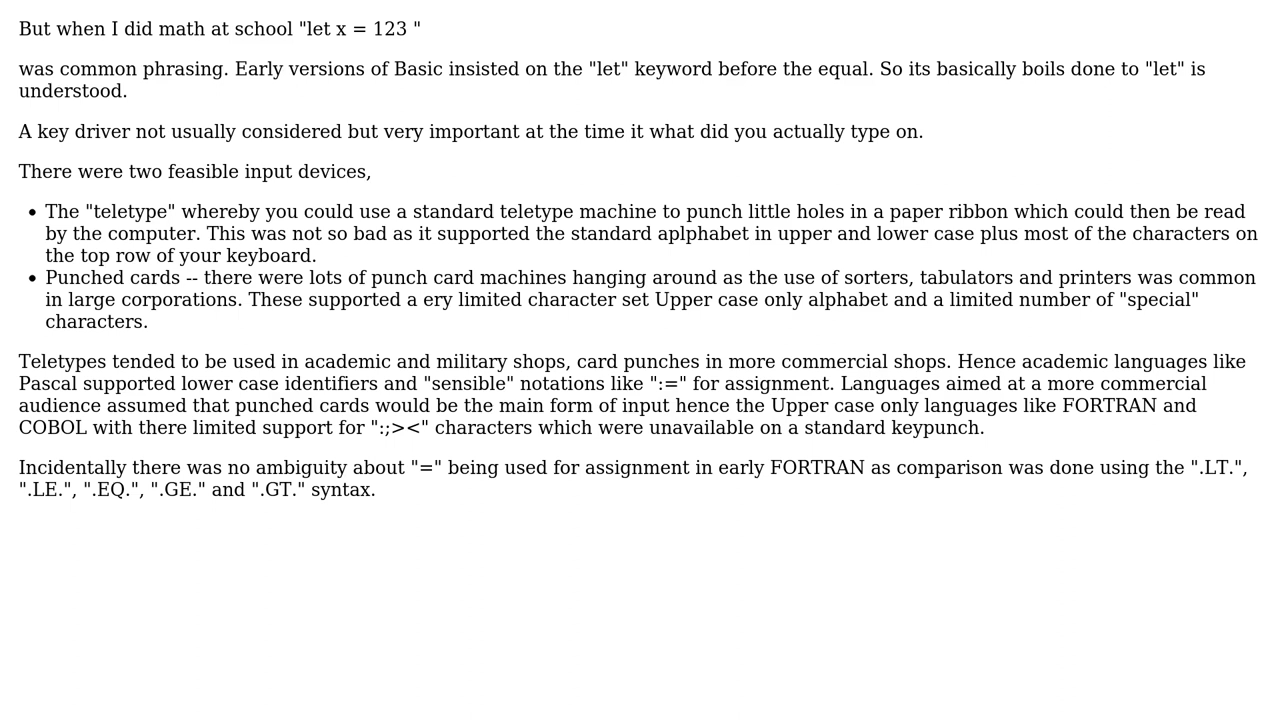 But when I did math at school "let x = 123 "
was common phrasing. Early versions of Basic insisted on the "let" keyword before the equal. So its basically boils done to "let" is
understood.
A key driver not usually considered but very important at the time it what did you actually type on.
There were two feasible input devices,
• The "teletype" whereby you could use a standard teletype machine to punch little holes in a paper ribbon which could then be read
by the computer. This was not so bad as it supported the standard aplphabet in upper and lower case plus most of the characters on
the top row of your keyboard.
• Punched cards -- there were lots of punch card machines hanging around as the use of sorters, tabulators and printers was common
in large corporations. These supported a ery limited character set Upper case only alphabet and a limited number of "special"
characters.
Teletypes tended to be used in academic and military shops, card punches in more commercial shops. Hence academic languages like
Pascal supported lower case identifiers and "sensible" notations like ":=" for assignment. Languages aimed at a more commercial
audience assumed that punched cards would be the main form of input hence the Upper case only languages like FORTRAN and
COBOL with there limited support for ":;><" characters which were unavailable on a standard keypunch.
Incidentally there was no ambiguity about "=" being used for assignment in early FORTRAN as comparison was done using the ".LT.",
".LE.", ".EQ.", ".GE." and ".GT." syntax.